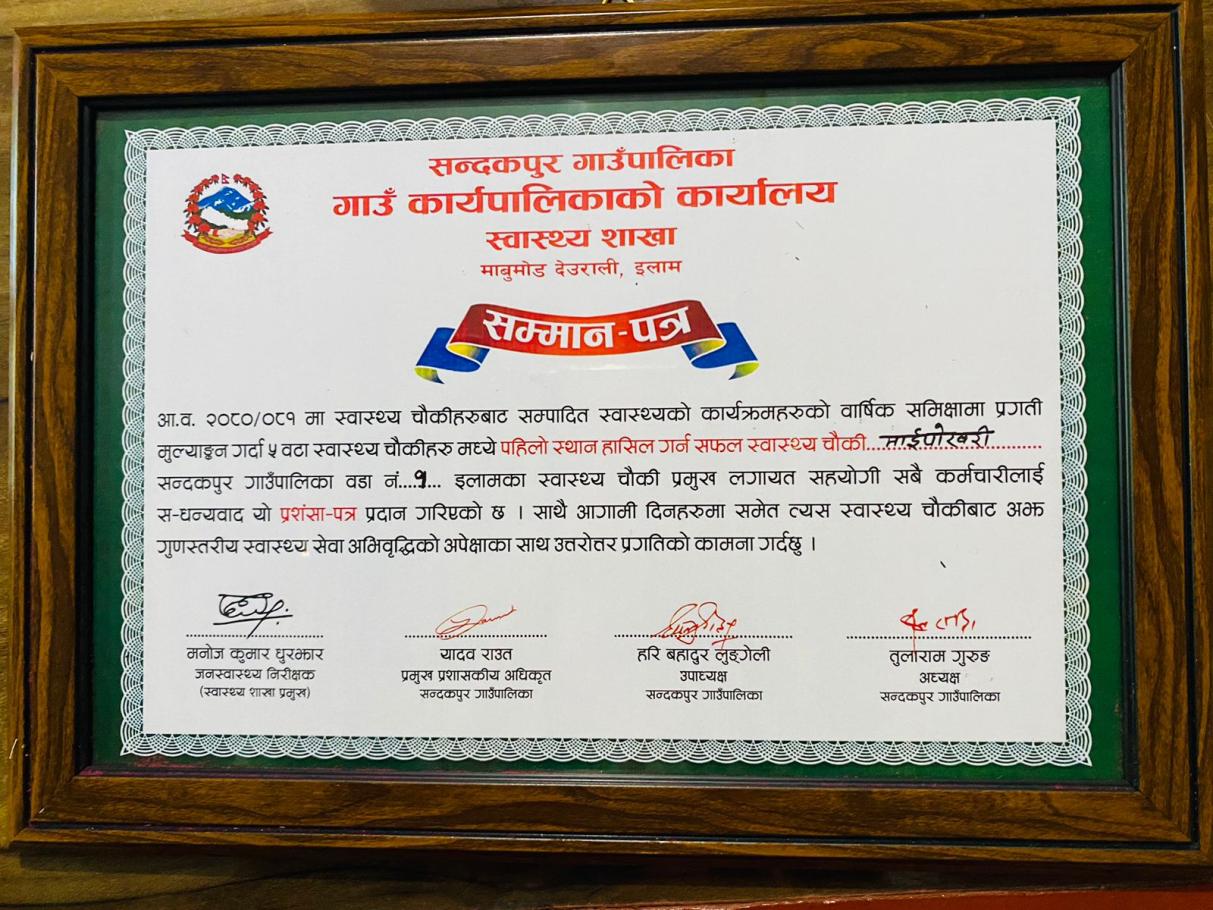 सन्दकपुर गाउँपालिका
गाउँ कार्यपालिकाको कार्यालय
स्वास्थ्य शाखा
माबुमोड देउराली, इलाम
सम्मान-पत्र
आ.व. २०८०/०८१ मा स्वास्थ्य चौकीहरुबाट सम्पादित स्वास्थ्यको कार्यक्रमहरुको वार्षिक समिक्षामा प्रगती
मुल्याङ्कन गर्दा ५ वटा स्वास्थ्य चौकीहरु मध्ये पहिलो स्थान हासिल गर्न सफल स्वास्थ्य चौकी...माईपोखरी............
सन्दकपुर गाउँपालिका वडा नं...१... इलामका स्वास्थ्य चौकी प्रमुख लगायत सहयोगी सबै कर्मचारीलाई
स-धन्यवाद यो प्रशंसा-पत्र प्रदान गरिएको छ । साथै आगामी दिनहरुमा समेत त्यस स्वास्थ्य चौकीबाट अझ
गुणस्तरीय स्वास्थ्य सेवा अभिवृद्धिको अपेक्षाका साथ उत्तरोत्तर प्रगतिको कामना गर्दछु ।
मनोज कुमार घुरझार
जनस्वास्थ्य निरीक्षक
(स्वास्थ्य शाखा प्रमुख)
यादव राउत
प्रमुख प्रशासकीय अधिकृत
सन्दकपुर गाउँपालिका
हरि बहादुर लुङ्गेली
उपाध्यक्ष
सन्दकपुर गाउँपालिका
तुलाराम गुरुङ
अध्यक्ष
सन्दकपुर गाउँपालिका